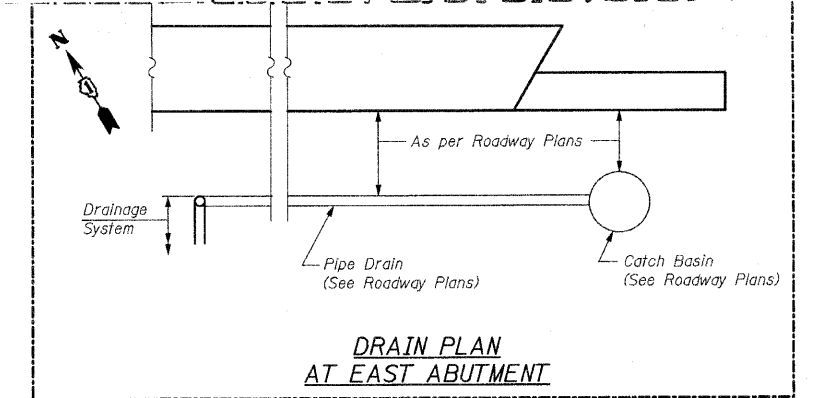 N
As per Roadway Plans
Drainage
System
Pipe Drain
(See Roadway Plans)
Catch Basin
(See Roadway Plans)
DRAIN PLAN
AT EAST ABUTMENT